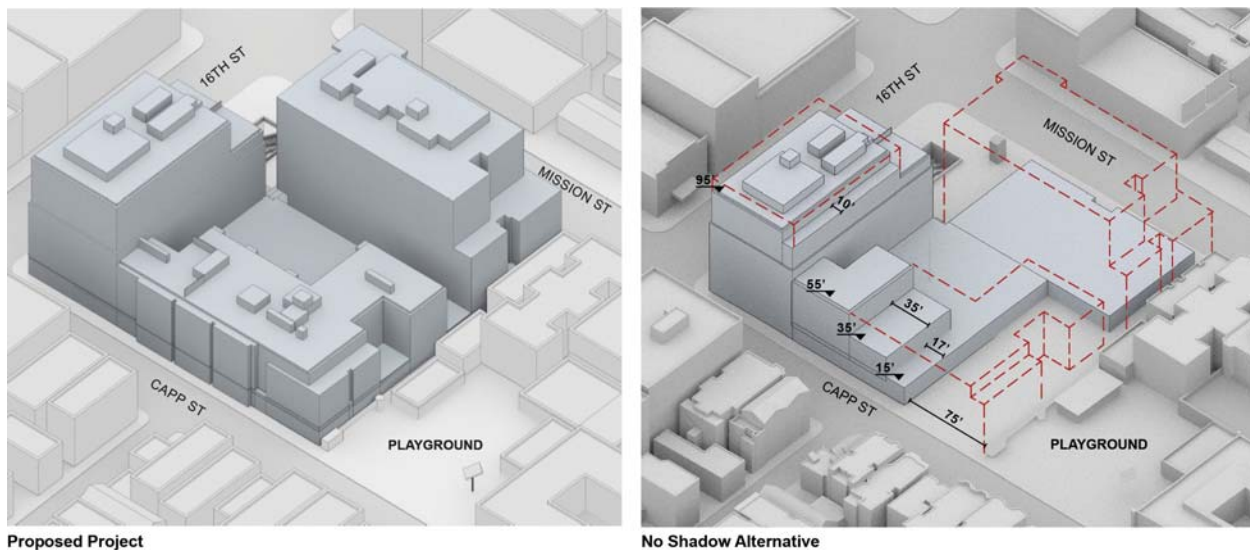 16TH ST
MISSION ST
CAPP ST
PLAYGROUND
Proposed Project
16TH ST
MISSION ST
95'
10'
55'
35'
35'
17'
15'
75'
CAPP ST
PLAYGROUND
No Shadow Alternative